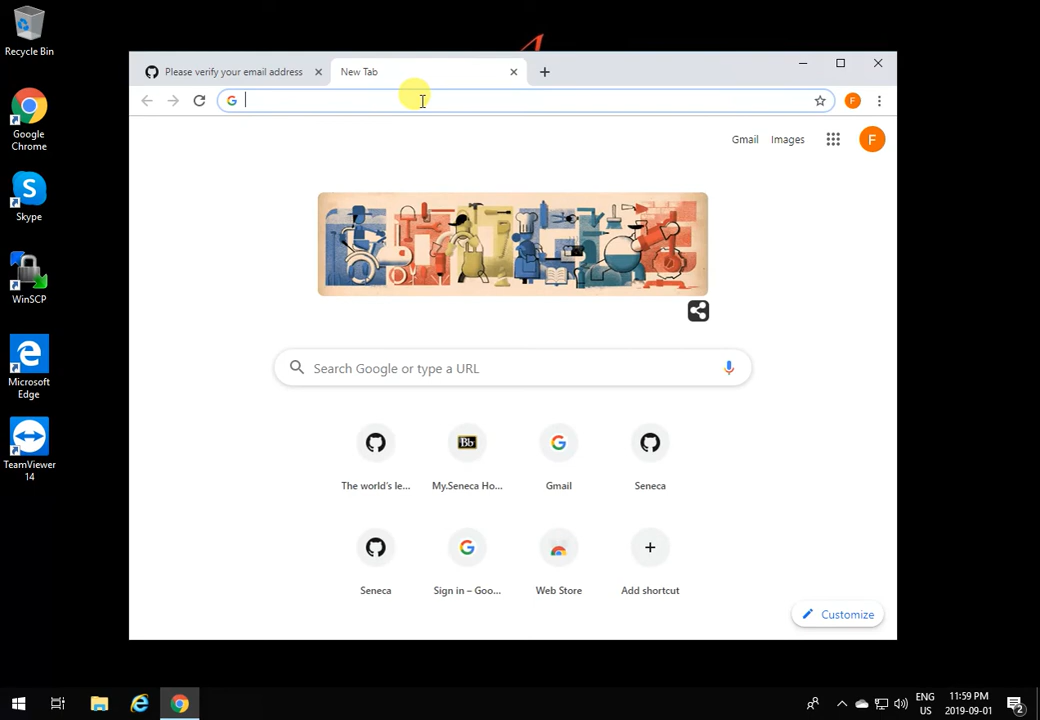 Recycle Bin
Google
Chrome
Skype
WinSCP
Microsoft
Edge
TeamViewer
14
Please verify your email address
New Tab
Gmail
Images
F
F
Search Google or type a URL
The world's le...
Bb
My.Seneca Ho...
Gmail
Seneca
Seneca
Sign in – Goo...
Web Store
Add shortcut
Customize
ENG
US
11:59 PM
2019-09-01
2